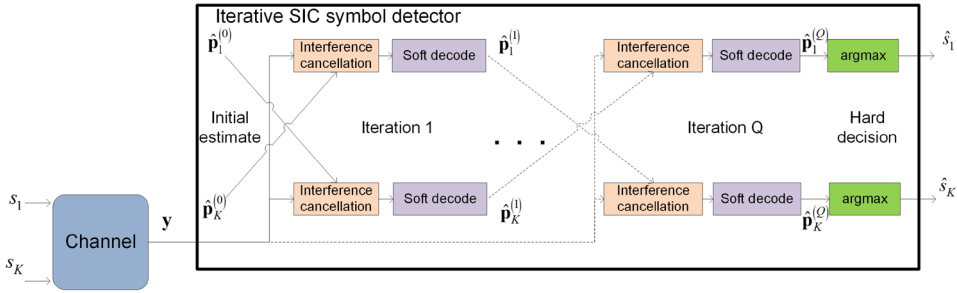 Iterative SIC symbol detector
p̂₁⁽⁰⁾
Interference cancellation
Soft decode
p̂₁⁽¹⁾
Interference cancellation
Soft decode
p̂₁⁽Q⁾
argmax
ŝ₁
Initial estimate
Iteration 1
. . .
Iteration Q
Hard decision
p̂_K⁽⁰⁾
Interference cancellation
Soft decode
p̂_K⁽¹⁾
Interference cancellation
Soft decode
p̂_K⁽Q⁾
argmax
ŝ_K
s₁
Channel
y
s_K